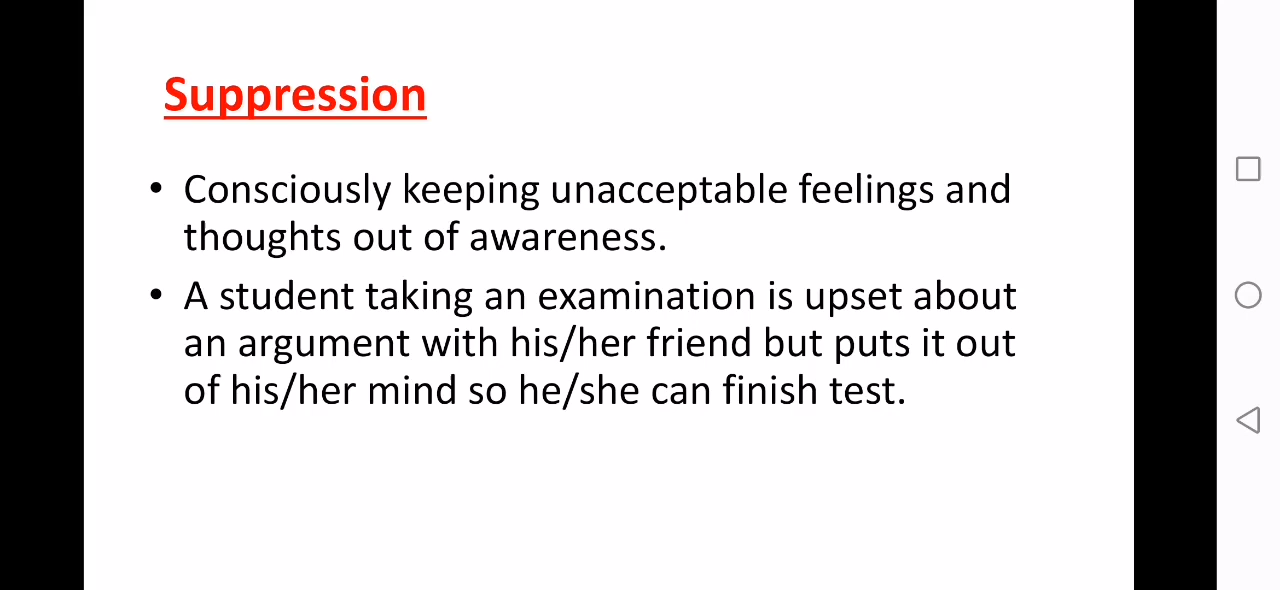 Suppression
• Consciously keeping unacceptable feelings and
thoughts out of awareness.
• A student taking an examination is upset about
an argument with his/her friend but puts it out
of his/her mind so he/she can finish test.